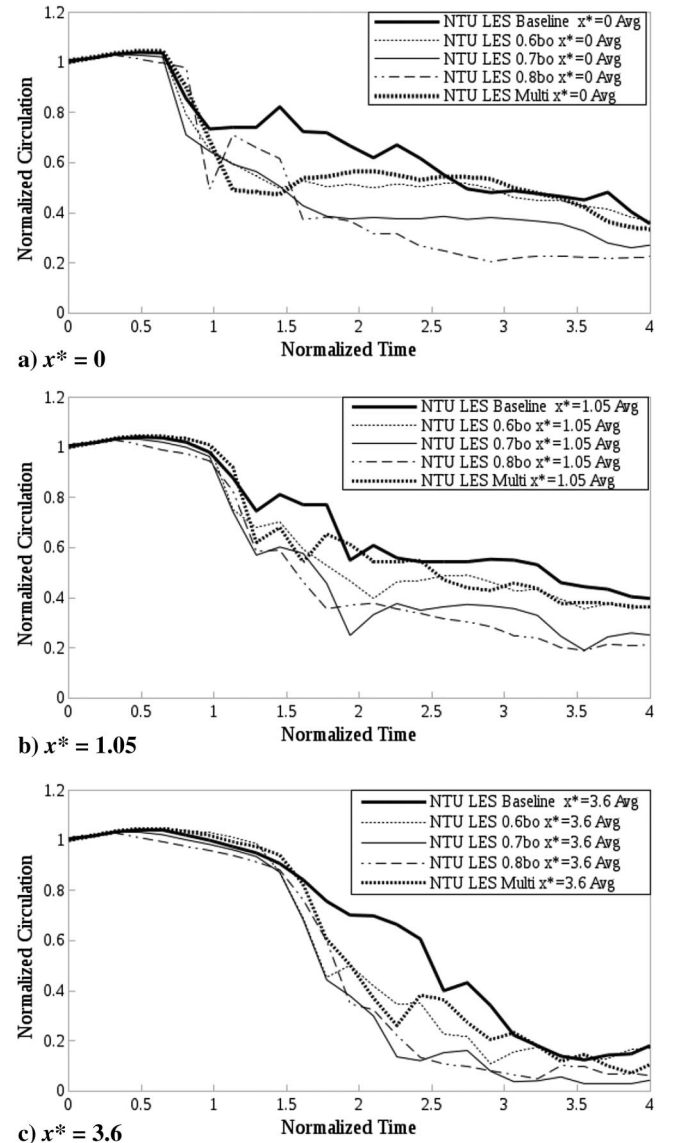 1.2
1
0.8
0.6
0.4
0.2
0
Normalized Circulation
NTU LES Baseline x*=0 Avg
NTU LES 0.6bo x*=0 Avg
NTU LES 0.7bo x*=0 Avg
NTU LES 0.8bo x*=0 Avg
NTU LES Multi x*=0 Avg
0 0.5 1 1.5 2 2.5 3 3.5 4
Normalized Time
a) x* = 0
1.2
1
0.8
0.6
0.4
0.2
0
Normalized Circulation
NTU LES Baseline x*=1.05 Avg
NTU LES 0.6bo x*=1.05 Avg
NTU LES 0.7bo x*=1.05 Avg
NTU LES 0.8bo x*=1.05 Avg
NTU LES Multi x*=1.05 Avg
0 0.5 1 1.5 2 2.5 3 3.5 4
Normalized Time
b) x* = 1.05
1.2
1
0.8
0.6
0.4
0.2
0
Normalized Circulation
NTU LES Baseline x*=3.6 Avg
NTU LES 0.6bo x*=3.6 Avg
NTU LES 0.7bo x*=3.6 Avg
NTU LES 0.8bo x*=3.6 Avg
NTU LES Multi x*=3.6 Avg
0 0.5 1 1.5 2 2.5 3 3.5 4
Normalized Time
c) x* = 3.6